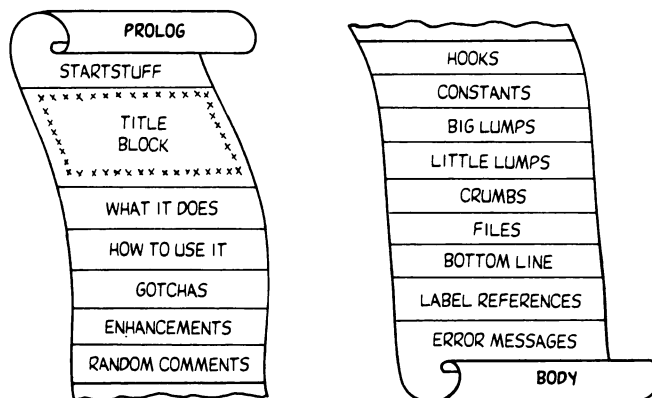 PROLOG
STARTSTUFF
TITLE
BLOCK
WHAT IT DOES
HOW TO USE IT
GOTCHAS
ENHANCEMENTS
RANDOM COMMENTS
HOOKS
CONSTANTS
BIG LUMPS
LITTLE LUMPS
CRUMBS
FILES
BOTTOM LINE
LABEL REFERENCES
ERROR MESSAGES
BODY